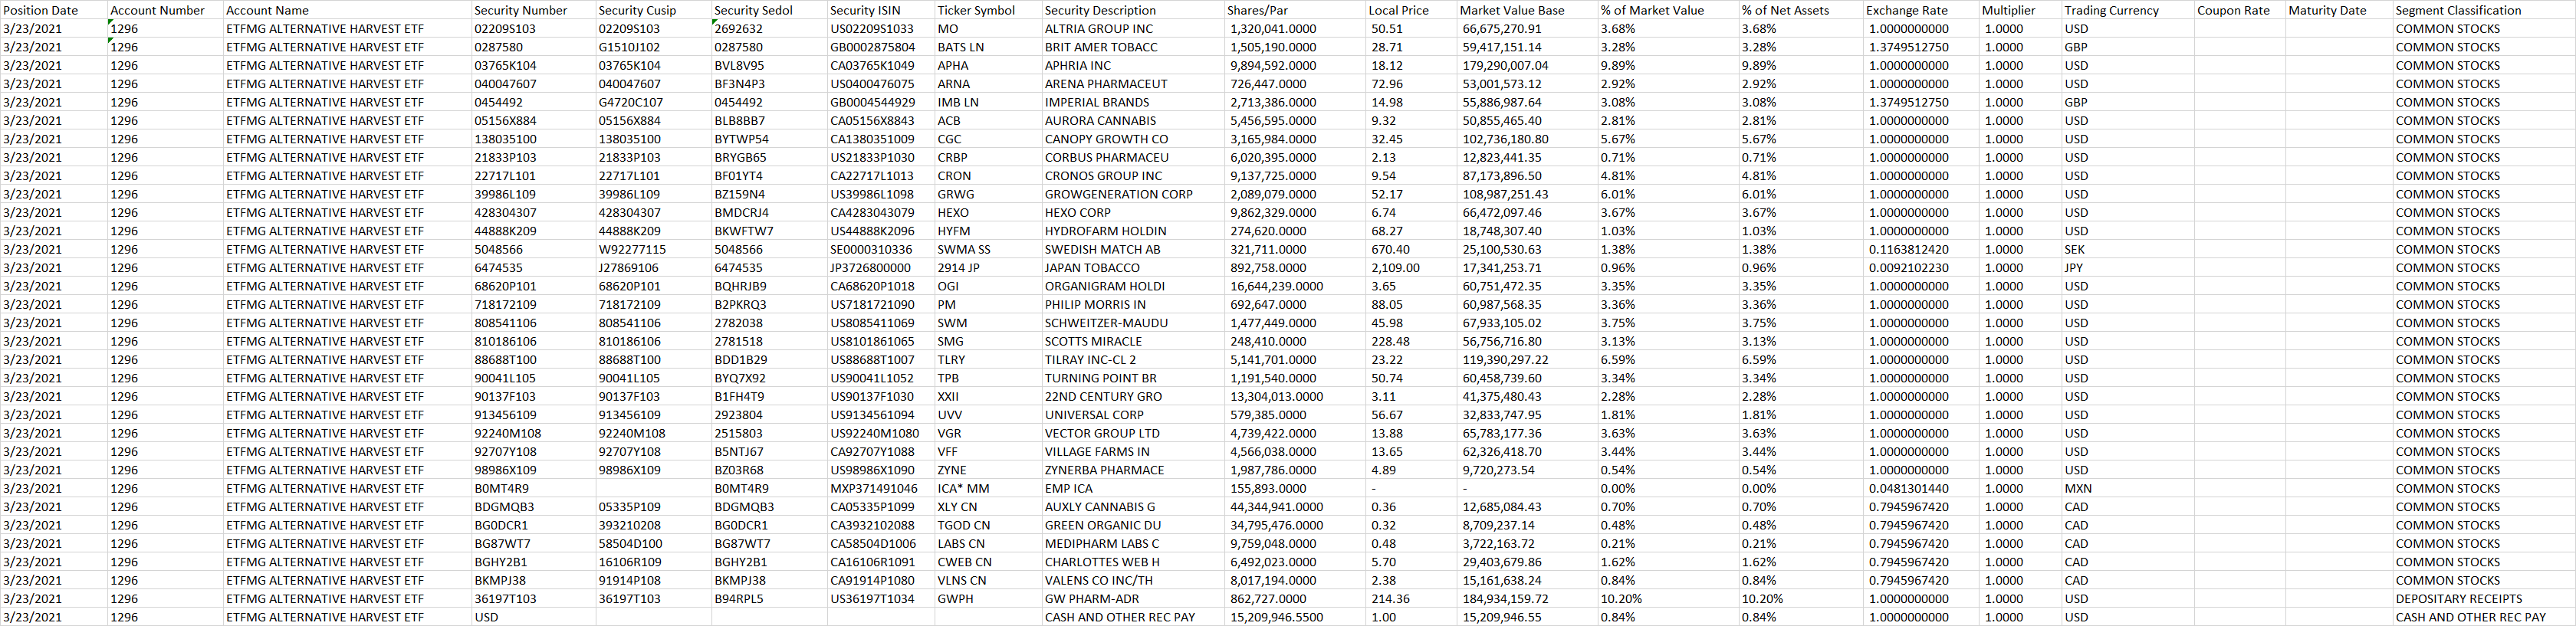 Position Date Account Number Account Name Security Number Security Cusip Security Sedol Security ISIN Ticker Symbol Security Description Shares/Par Local Price Market Value Base % of Market Value % of Net Assets Exchange Rate Multiplier Trading Currency Coupon Rate Maturity Date Segment Classification
3/23/2021 1296 ETFMG ALTERNATIVE HARVEST ETF 02209S103 02209S103 2692632 US02209S1033 MO ALTRIA GROUP INC 1,320,041.0000 50.51 66,675,270.91 3.68% 3.68% 1.0000000000 1.0000 USD COMMON STOCKS
3/23/2021 1296 ETFMG ALTERNATIVE HARVEST ETF 0287580 G1510J102 0287580 GB0002875804 BATS LN BRIT AMER TOBACC 1,505,190.0000 28.71 59,417,151.14 3.28% 3.28% 1.3749512750 1.0000 GBP COMMON STOCKS
3/23/2021 1296 ETFMG ALTERNATIVE HARVEST ETF 03765K104 03765K104 BVL8V95 CA03765K1049 APHA APHRIA INC 9,894,592.0000 18.12 179,290,007.04 9.89% 9.89% 1.0000000000 1.0000 USD COMMON STOCKS
3/23/2021 1296 ETFMG ALTERNATIVE HARVEST ETF 040047607 040047607 BF3N4P3 US0400476075 ARNA ARENA PHARMACEUT 726,447.0000 72.96 53,001,573.12 2.92% 2.92% 1.0000000000 1.0000 USD COMMON STOCKS
3/23/2021 1296 ETFMG ALTERNATIVE HARVEST ETF 0454492 G4720C107 0454492 GB0004544929 IMB LN IMPERIAL BRANDS 2,713,386.0000 14.98 55,886,987.64 3.08% 3.08% 1.3749512750 1.0000 GBP COMMON STOCKS
3/23/2021 1296 ETFMG ALTERNATIVE HARVEST ETF 05156X884 05156X884 BLB8BB7 CA05156X8843 ACB AURORA CANNABIS 5,456,595.0000 9.32 50,855,465.40 2.81% 2.81% 1.0000000000 1.0000 USD COMMON STOCKS
3/23/2021 1296 ETFMG ALTERNATIVE HARVEST ETF 138035100 138035100 BYTWP54 CA1380351009 CGC CANOPY GROWTH CO 3,165,984.0000 32.45 102,736,180.80 5.67% 5.67% 1.0000000000 1.0000 USD COMMON STOCKS
3/23/2021 1296 ETFMG ALTERNATIVE HARVEST ETF 21833P103 21833P103 BRYGB65 US21833P1030 CRBP CORBUS PHARMACEU 6,020,395.0000 2.13 12,823,441.35 0.71% 0.71% 1.0000000000 1.0000 USD COMMON STOCKS
3/23/2021 1296 ETFMG ALTERNATIVE HARVEST ETF 22717L101 22717L101 BF01YT4 CA22717L1013 CRON CRONOS GROUP INC 9,137,725.0000 9.54 87,173,896.50 4.81% 4.81% 1.0000000000 1.0000 USD COMMON STOCKS
3/23/2021 1296 ETFMG ALTERNATIVE HARVEST ETF 39986L109 39986L109 BZ159N4 US39986L1098 GRWG GROWGENERATION CORP 2,089,079.0000 52.17 108,987,251.43 6.01% 6.01% 1.0000000000 1.0000 USD COMMON STOCKS
3/23/2021 1296 ETFMG ALTERNATIVE HARVEST ETF 428304307 428304307 BMDCRJ4 CA4283043079 HEXO HEXO CORP 9,862,329.0000 6.74 66,472,097.46 3.67% 3.67% 1.0000000000 1.0000 USD COMMON STOCKS
3/23/2021 1296 ETFMG ALTERNATIVE HARVEST ETF 44888K209 44888K209 BKWFTW7 US44888K2096 HYFM HYDROFARM HOLDIN 274,620.0000 68.27 18,748,307.40 1.03% 1.03% 1.0000000000 1.0000 USD COMMON STOCKS
3/23/2021 1296 ETFMG ALTERNATIVE HARVEST ETF 5048566 W92277115 5048566 SE0000310336 SWMA SS SWEDISH MATCH AB 321,711.0000 670.40 25,100,530.63 1.38% 1.38% 0.1163812420 1.0000 SEK COMMON STOCKS
3/23/2021 1296 ETFMG ALTERNATIVE HARVEST ETF 6474535 J27869106 6474535 JP3726800000 2914 JP JAPAN TOBACCO 892,758.0000 2,109.00 17,341,253.71 0.96% 0.96% 0.0092102230 1.0000 JPY COMMON STOCKS
3/23/2021 1296 ETFMG ALTERNATIVE HARVEST ETF 68620P101 68620P101 BQHRJB9 CA68620P1018 OGI ORGANIGRAM HOLDI 16,644,239.0000 3.65 60,751,472.35 3.35% 3.35% 1.0000000000 1.0000 USD COMMON STOCKS
3/23/2021 1296 ETFMG ALTERNATIVE HARVEST ETF 718172109 718172109 B2PKRQ3 US7181721090 PM PHILIP MORRIS IN 692,647.0000 88.05 60,987,568.35 3.36% 3.36% 1.0000000000 1.0000 USD COMMON STOCKS
3/23/2021 1296 ETFMG ALTERNATIVE HARVEST ETF 808541106 808541106 2782038 US8085411069 SWM SCHWEITZER-MAUDU 1,477,449.0000 45.98 67,933,105.02 3.75% 3.75% 1.0000000000 1.0000 USD COMMON STOCKS
3/23/2021 1296 ETFMG ALTERNATIVE HARVEST ETF 810186106 810186106 2781518 US8101861065 SMG SCOTTS MIRACLE 248,410.0000 228.48 56,756,716.80 3.13% 3.13% 1.0000000000 1.0000 USD COMMON STOCKS
3/23/2021 1296 ETFMG ALTERNATIVE HARVEST ETF 88688T100 88688T100 BDD1B29 US88688T1007 TLRY TILRAY INC-CL 2 5,141,701.0000 23.22 119,390,297.22 6.59% 6.59% 1.0000000000 1.0000 USD COMMON STOCKS
3/23/2021 1296 ETFMG ALTERNATIVE HARVEST ETF 90041L105 90041L105 BYQ7X92 US90041L1052 TPB TURNING POINT BR 1,191,540.0000 50.74 60,458,739.60 3.34% 3.34% 1.0000000000 1.0000 USD COMMON STOCKS
3/23/2021 1296 ETFMG ALTERNATIVE HARVEST ETF 90137F103 90137F103 B1FH4T9 US90137F1030 XXII 22ND CENTURY GRO 13,304,013.0000 3.11 41,375,480.43 2.28% 2.28% 1.0000000000 1.0000 USD COMMON STOCKS
3/23/2021 1296 ETFMG ALTERNATIVE HARVEST ETF 913456109 913456109 2923804 US9134561094 UVV UNIVERSAL CORP 579,385.0000 56.67 32,833,747.95 1.81% 1.81% 1.0000000000 1.0000 USD COMMON STOCKS
3/23/2021 1296 ETFMG ALTERNATIVE HARVEST ETF 92240M108 92240M108 2515803 US92240M1080 VGR VECTOR GROUP LTD 4,739,422.0000 13.88 65,783,177.36 3.63% 3.63% 1.0000000000 1.0000 USD COMMON STOCKS
3/23/2021 1296 ETFMG ALTERNATIVE HARVEST ETF 92707Y108 92707Y108 B5NTJ67 CA92707Y1088 VFF VILLAGE FARMS IN 4,566,038.0000 13.65 62,326,418.70 3.44% 3.44% 1.0000000000 1.0000 USD COMMON STOCKS
3/23/2021 1296 ETFMG ALTERNATIVE HARVEST ETF 98986X109 98986X109 BZ03R68 US98986X1090 ZYNE ZYNERBA PHARMACE 1,987,786.0000 4.89 9,720,273.54 0.54% 0.54% 1.0000000000 1.0000 USD COMMON STOCKS
3/23/2021 1296 ETFMG ALTERNATIVE HARVEST ETF B0MT4R9 B0MT4R9 MXP371491046 ICA* MM EMP ICA 155,893.0000 - - 0.00% 0.00% 0.0481301440 1.0000 MXN COMMON STOCKS
3/23/2021 1296 ETFMG ALTERNATIVE HARVEST ETF BDGMQB3 05335P109 BDGMQB3 CA05335P1099 XLY CN AUXLY CANNABIS G 44,344,941.0000 0.36 12,685,084.43 0.70% 0.70% 0.7945967420 1.0000 CAD COMMON STOCKS
3/23/2021 1296 ETFMG ALTERNATIVE HARVEST ETF BG0DCR1 393210208 BG0DCR1 CA3932102088 TGOD CN GREEN ORGANIC DU 34,795,476.0000 0.32 8,709,237.14 0.48% 0.48% 0.7945967420 1.0000 CAD COMMON STOCKS
3/23/2021 1296 ETFMG ALTERNATIVE HARVEST ETF BG87WT7 58504D100 BG87WT7 CA58504D1006 LABS CN MEDIPHARM LABS C 9,759,048.0000 0.48 3,722,163.72 0.21% 0.21% 0.7945967420 1.0000 CAD COMMON STOCKS
3/23/2021 1296 ETFMG ALTERNATIVE HARVEST ETF BGHY2B1 16106R109 BGHY2B1 CA16106R1091 CWEB CN CHARLOTTES WEB H 6,492,023.0000 5.70 29,403,679.86 1.62% 1.62% 0.7945967420 1.0000 CAD COMMON STOCKS
3/23/2021 1296 ETFMG ALTERNATIVE HARVEST ETF BKMPJ38 91914P108 BKMPJ38 CA91914P1080 VLNS CN VALENS CO INC/TH 8,017,194.0000 2.38 15,161,638.24 0.84% 0.84% 0.7945967420 1.0000 CAD COMMON STOCKS
3/23/2021 1296 ETFMG ALTERNATIVE HARVEST ETF 36197T103 36197T103 B94RPL5 US36197T1034 GWPH GW PHARM-ADR 862,727.0000 214.36 184,934,159.72 10.20% 10.20% 1.0000000000 1.0000 USD DEPOSITARY RECEIPTS
3/23/2021 1296 ETFMG ALTERNATIVE HARVEST ETF USD CASH AND OTHER REC PAY 15,209,946.5500 1.00 15,209,946.55 0.84% 0.84% 1.0000000000 1.0000 USD CASH AND OTHER REC PAY